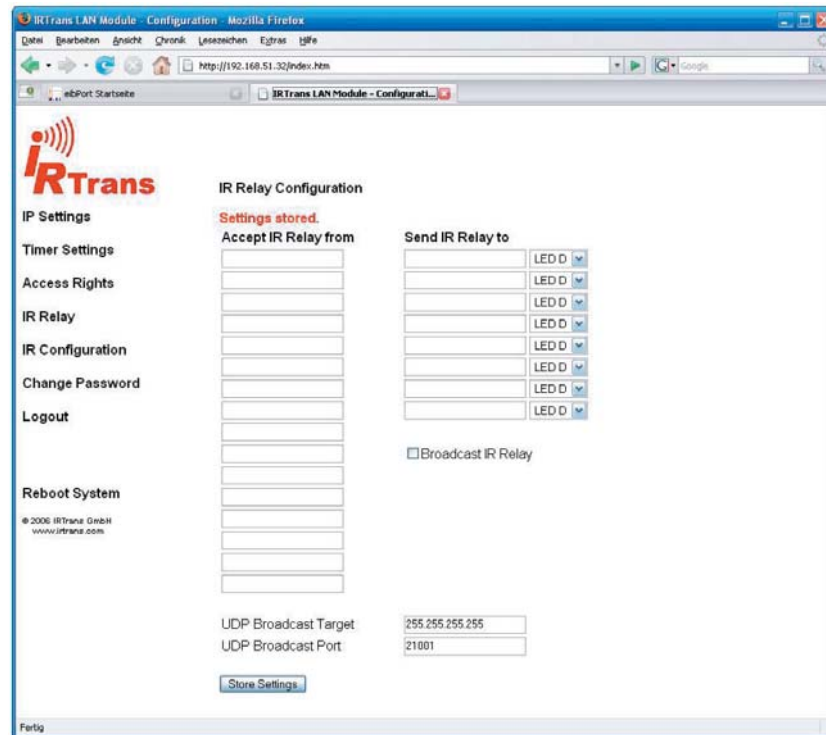 IRTrans LAN Module - Configuration - Mozilla Firefox
Datei Bearbeiten Ansicht Chronik Lesezeichen Extras Hilfe
http://192.168.51.32/index.htm
Google
ebPort Startseite
IRTrans LAN Module - Configurati...
iRTrans
IR Relay Configuration
IP Settings
Timer Settings
Access Rights
IR Relay
IR Configuration
Change Password
Logout
Reboot System
© 2006 IRTrans GmbH
www.irtrans.com
Settings stored.
Accept IR Relay from Send IR Relay to
LED D
LED D
LED D
LED D
LED D
LED D
LED D
LED D
Broadcast IR Relay
UDP Broadcast Target 255.255.255.255
UDP Broadcast Port 21001
Store Settings
Fertig